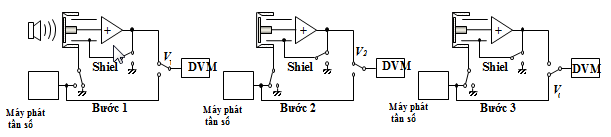 +
V1
Shiel
DVM
Máy phát
tần số
Bước 1
+
V2
Shiel
DVM
Máy phát
tần số
Bước 2
+
Shiel
DVM
Vi
Máy phát
tần số
Bước 3